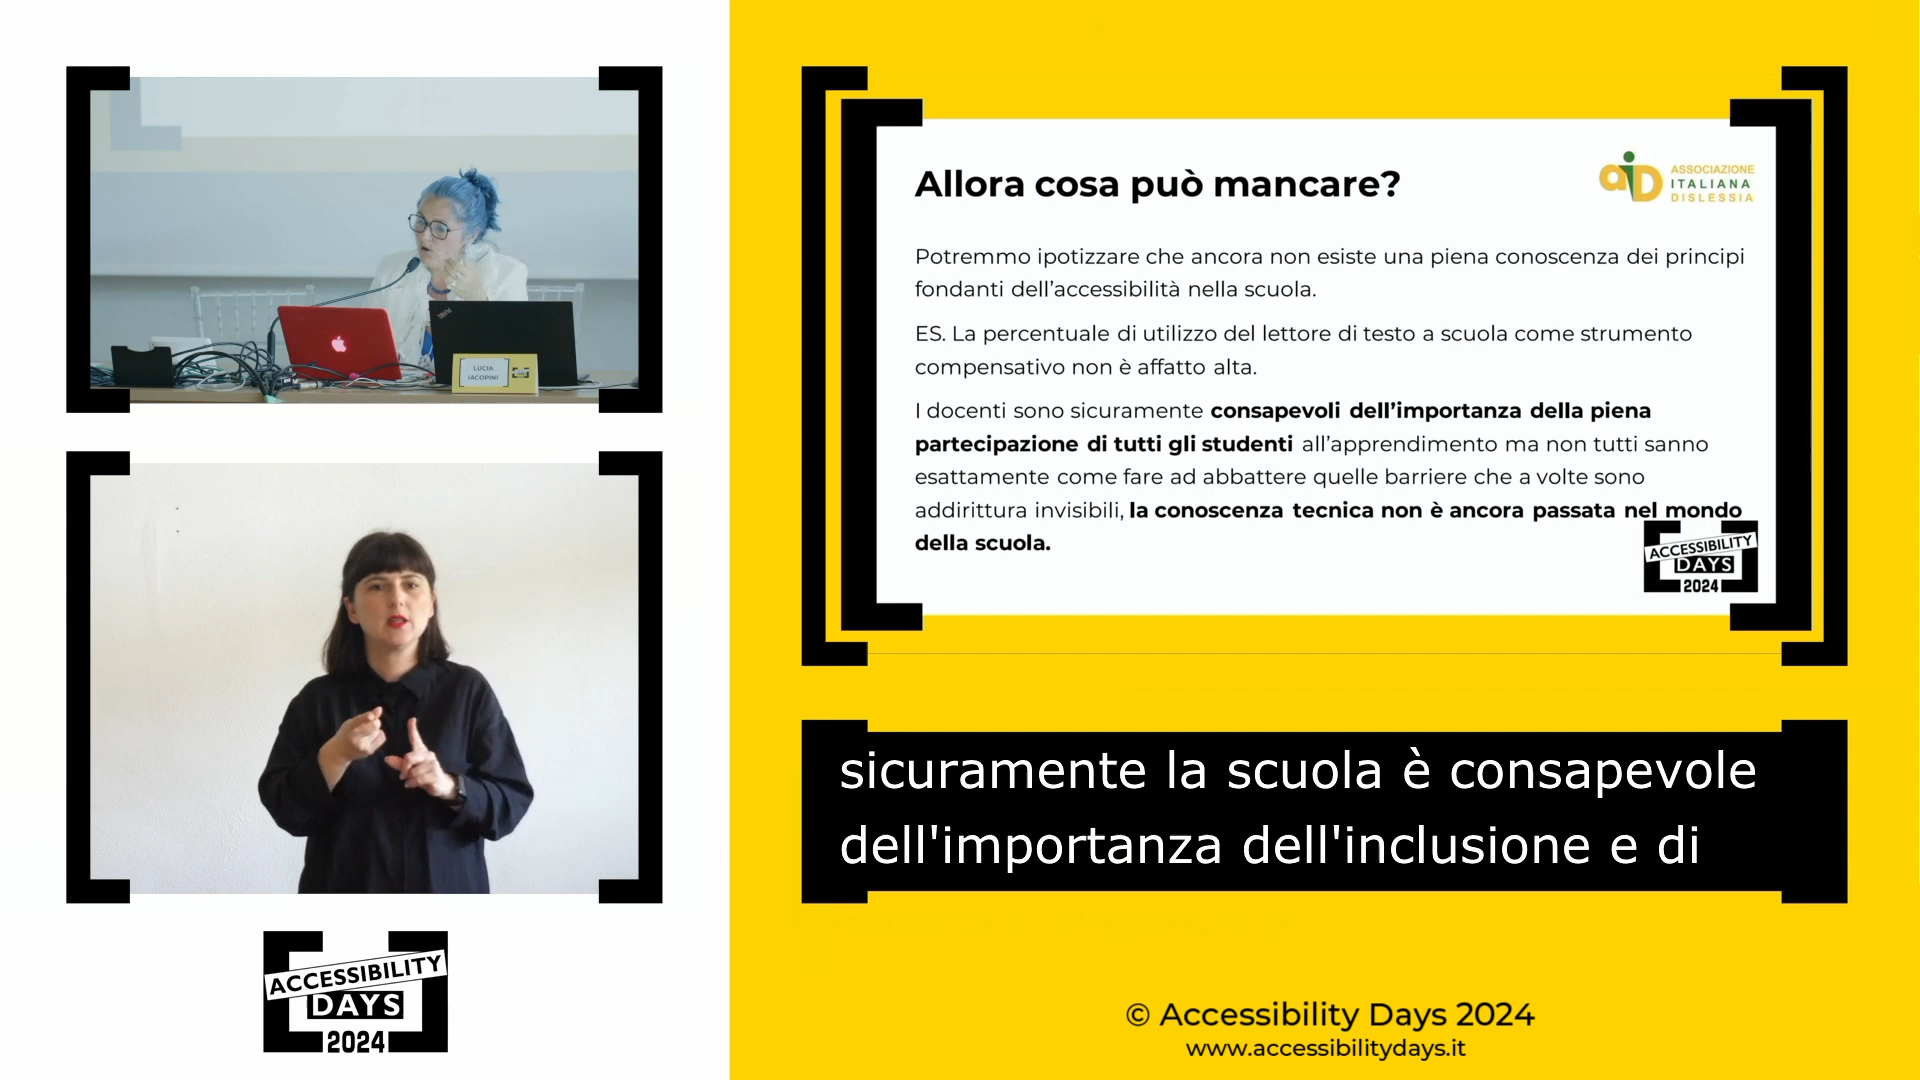 LUCIA
IACOPINI
ACCESSIBILITY
DAYS
2024
Allora cosa può mancare?
ASSOCIAZIONE
ITALIANA
DISLESSIA
aiD
Potremmo ipotizzare che ancora non esiste una piena conoscenza dei principi
fondanti dell’accessibilità nella scuola.
ES. La percentuale di utilizzo del lettore di testo a scuola come strumento
compensativo non è affatto alta.
I docenti sono sicuramente consapevoli dell’importanza della piena
partecipazione di tutti gli studenti all’apprendimento ma non tutti sanno
esattamente come fare ad abbattere quelle barriere che a volte sono
addirittura invisibili, la conoscenza tecnica non è ancora passata nel mondo
della scuola.
ACCESSIBILITY
DAYS
2024
sicuramente la scuola è consapevole
dell'importanza dell'inclusione e di
© Accessibility Days 2024
www.accessibilitydays.it